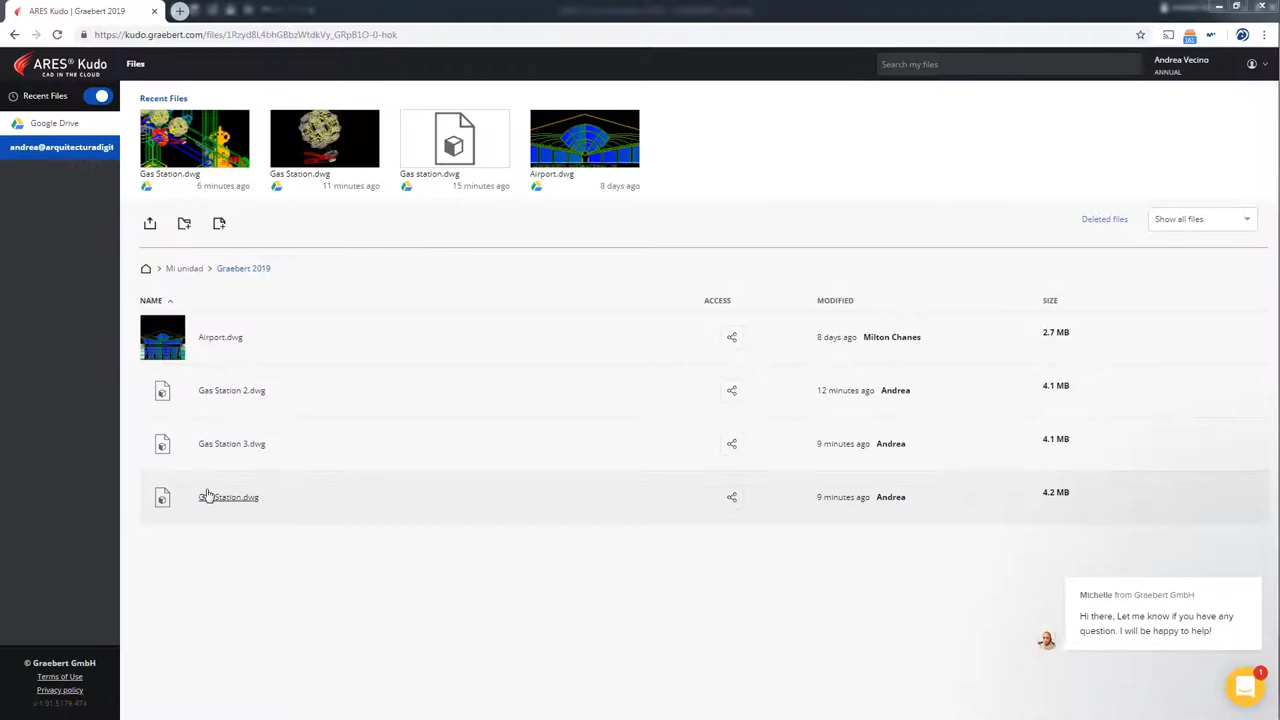 ARES Kudo | Graebert 2019
https://kudo.graebert.com/files/1Rzyd8L4bhGBbzWtdkVy_GRpB1O-0-hok
161
ARES® Kudo
CAD IN THE CLOUD
Files
Search my files
Andrea Vecino
ANNUAL
Recent Files
Google Drive
andrea@arquitecturadigit
Recent Files
Gas Station.dwg
6 minutes ago
Gas Station.dwg
11 minutes ago
Gas station.dwg
15 minutes ago
Airport.dwg
8 days ago
Deleted files
Show all files
> Mi unidad > Graebert 2019
NAME ACCESS MODIFIED SIZE
Airport.dwg 8 days ago Milton Chanes 2.7 MB
Gas Station 2.dwg 12 minutes ago Andrea 4.1 MB
Gas Station 3.dwg 9 minutes ago Andrea 4.1 MB
Station.dwg 9 minutes ago Andrea 4.2 MB
Michelle from Graebert GmbH
Hi there, Let me know if you have any
question. I will be happy to help!
1
© Graebert GmbH
Terms of Use
Privacy policy
v.1.91.5179.474